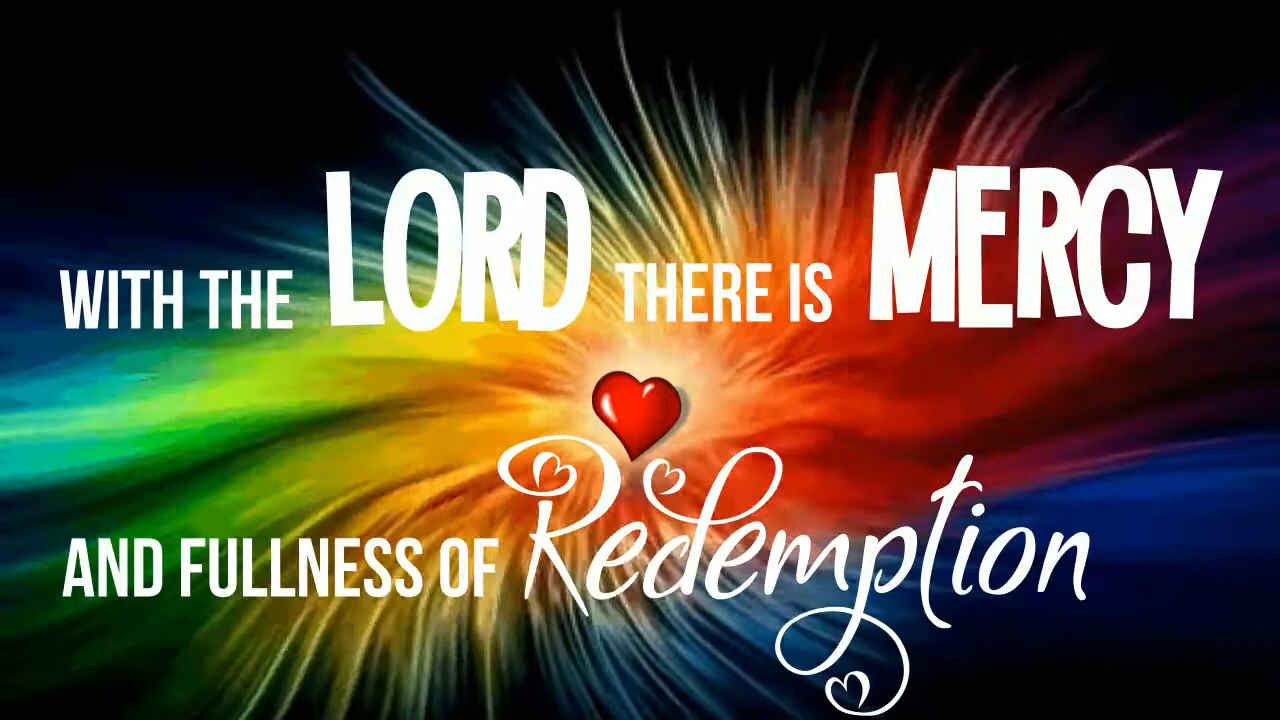 WITH THE LORD THERE IS MERCY
AND FULLNESS OF Redemption